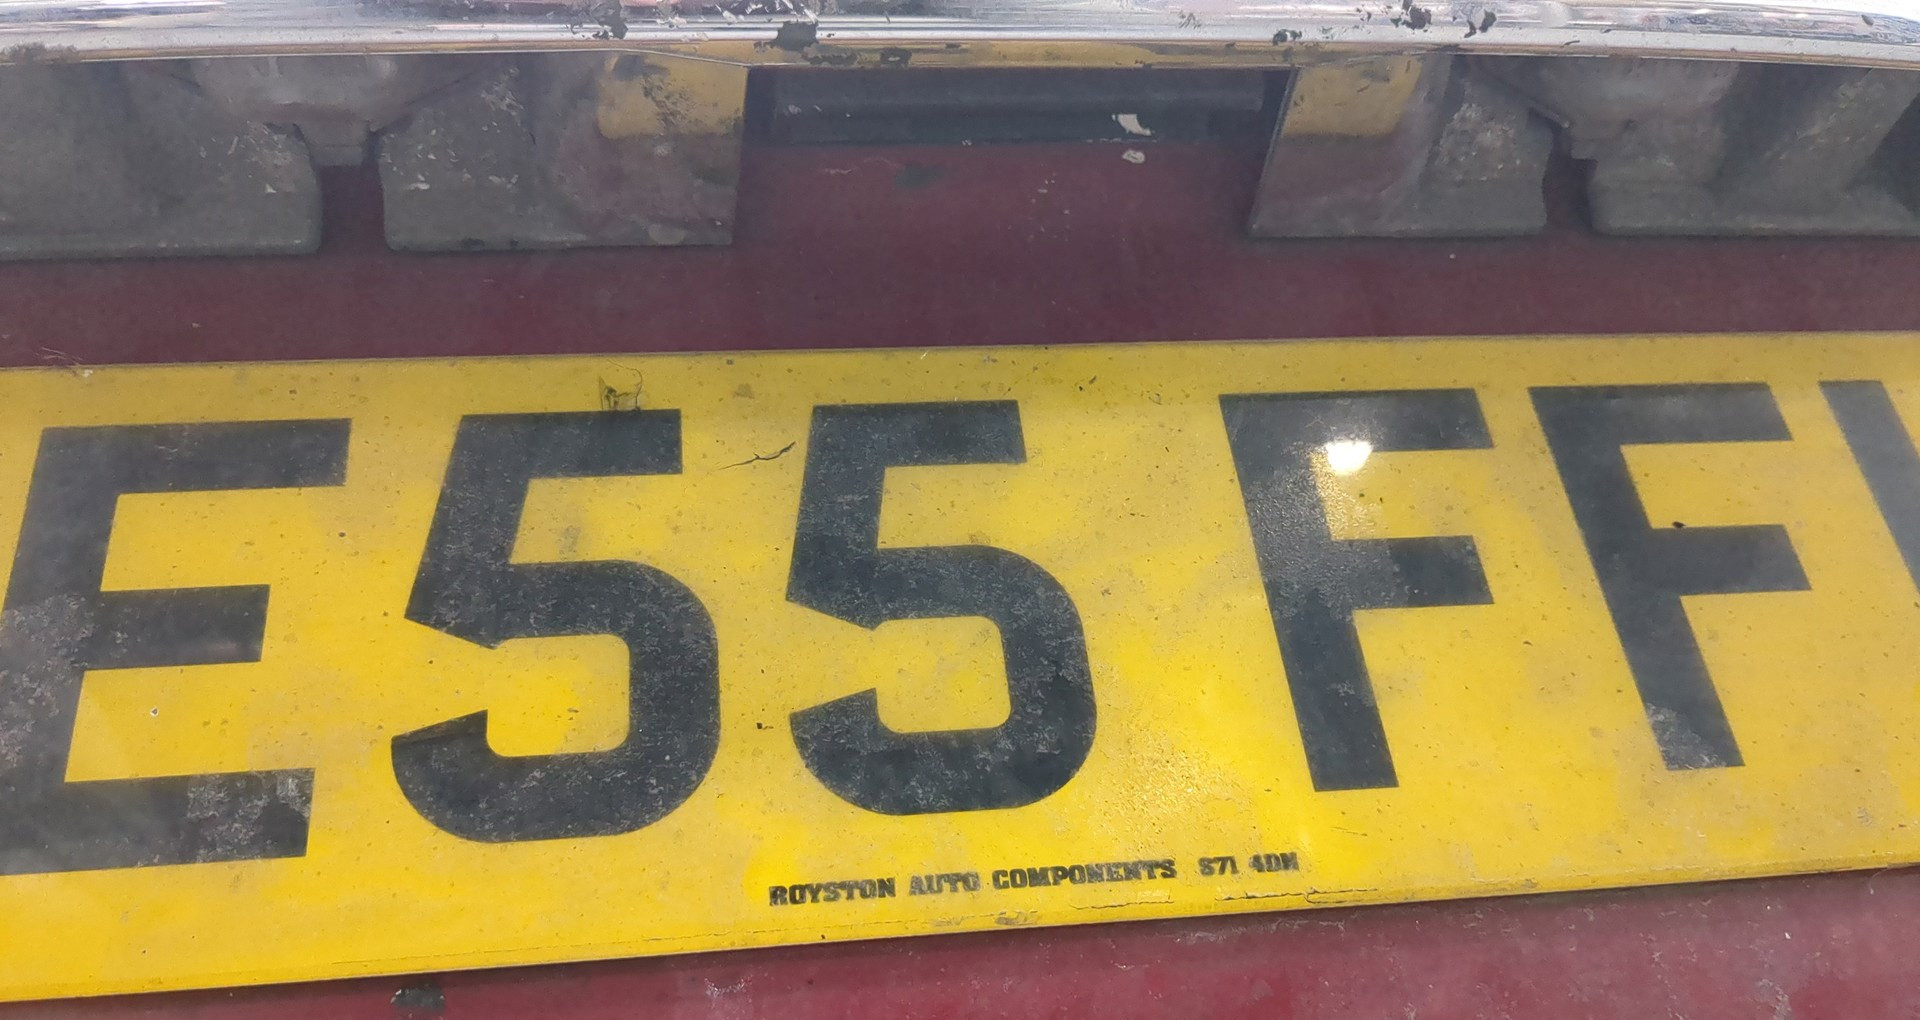 E55 FF
ROYSTON AUTO COMPONENTS S71 4DN